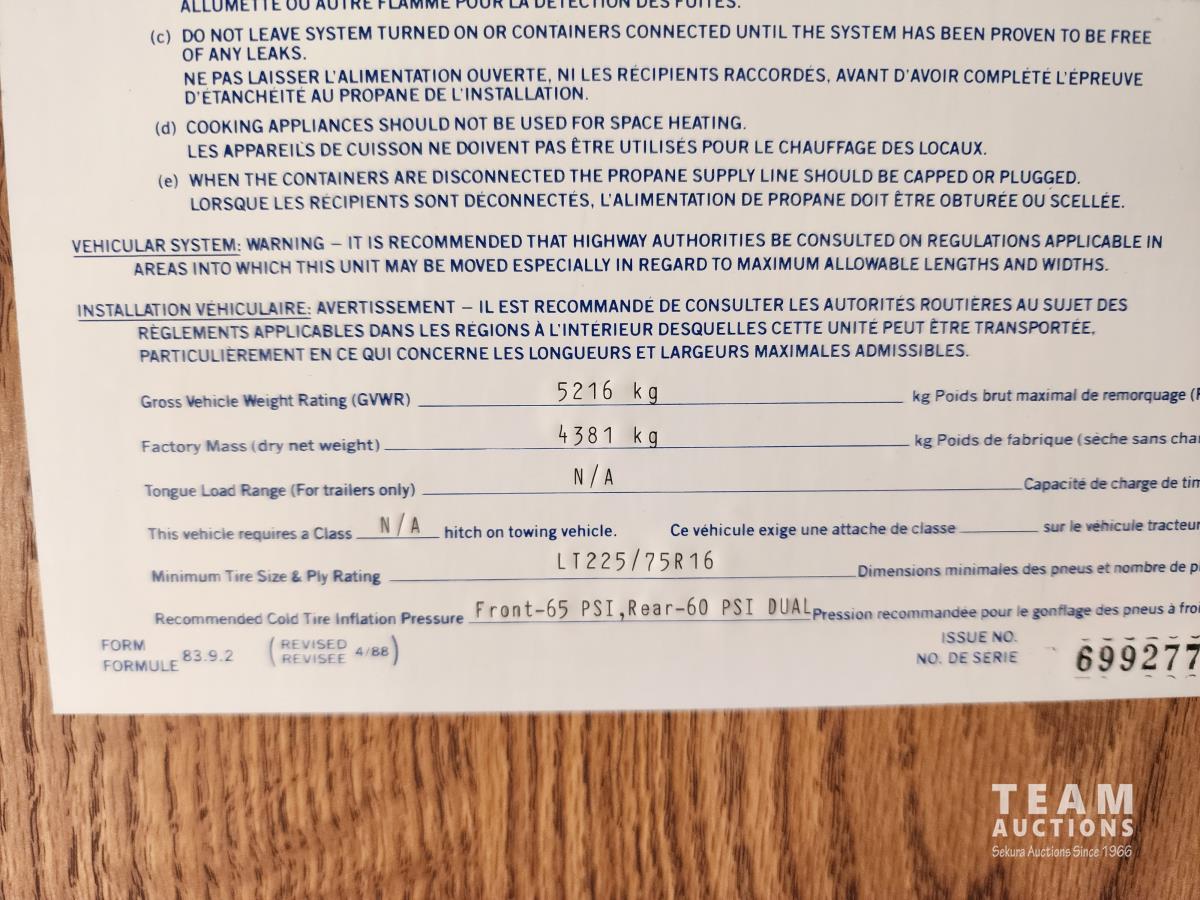 ALLUMETTE OU AUTRE FLAMME POUR LA DÉTECTION DES FUITES.
(c) DO NOT LEAVE SYSTEM TURNED ON OR CONTAINERS CONNECTED UNTIL THE SYSTEM HAS BEEN PROVEN TO BE FREE
OF ANY LEAKS.
NE PAS LAISSER L'ALIMENTATION OUVERTE, NI LES RÉCIPIENTS RACCORDÉS, AVANT D'AVOIR COMPLÉTÉ L'ÉPREUVE
D'ÉTANCHÉITÉ AU PROPANE DE L'INSTALLATION.
(d) COOKING APPLIANCES SHOULD NOT BE USED FOR SPACE HEATING.
LES APPAREILS DE CUISSON NE DOIVENT PAS ÊTRE UTILISÉS POUR LE CHAUFFAGE DES LOCAUX.
(e) WHEN THE CONTAINERS ARE DISCONNECTED THE PROPANE SUPPLY LINE SHOULD BE CAPPED OR PLUGGED.
LORSQUE LES RÉCIPIENTS SONT DÉCONNECTÉS, L'ALIMENTATION DE PROPANE DOIT ÊTRE OBTURÉE OU SCELLÉE.
VEHICULAR SYSTEM: WARNING – IT IS RECOMMENDED THAT HIGHWAY AUTHORITIES BE CONSULTED ON REGULATIONS APPLICABLE IN
AREAS INTO WHICH THIS UNIT MAY BE MOVED ESPECIALLY IN REGARD TO MAXIMUM ALLOWABLE LENGTHS AND WIDTHS.
INSTALLATION VÉHICULAIRE: AVERTISSEMENT – IL EST RECOMMANDÉ DE CONSULTER LES AUTORITÉS ROUTIÈRES AU SUJET DES
RÈGLEMENTS APPLICABLES DANS LES RÉGIONS À L'INTÉRIEUR DESQUELLES CETTE UNITÉ PEUT ÊTRE TRANSPORTÉE,
PARTICULIÈREMENT EN CE QUI CONCERNE LES LONGUEURS ET LARGEURS MAXIMALES ADMISSIBLES.
Gross Vehicle Weight Rating (GVWR) 5216 kg kg Poids brut maximal de remorquage (
Factory Mass (dry net weight) 4381 kg kg Poids de fabrique (sèche sans
Tongue Load Range (For trailers only) N/A Capacité de charge de
This vehicle requires a Class N/A hitch on towing vehicle. Ce véhicule exige une attache de classe sur le véhicule tracteur
Minimum Tire Size & Ply Rating LT225/75R16 Dimensions minimales des pneus et nombre de
Recommended Cold Tire Inflation Pressure Front-65 PSI,Rear-60 PSI DUAL Pression recommandée pour le gonflage des pneus à
FORM FORMULE 83.9.2 (REVISED REVISÉE 4/88)
ISSUE NO.
NO. DE SÉRIE 699277
TEAM
AUCTIONS
Sekura Auctions Since 1966